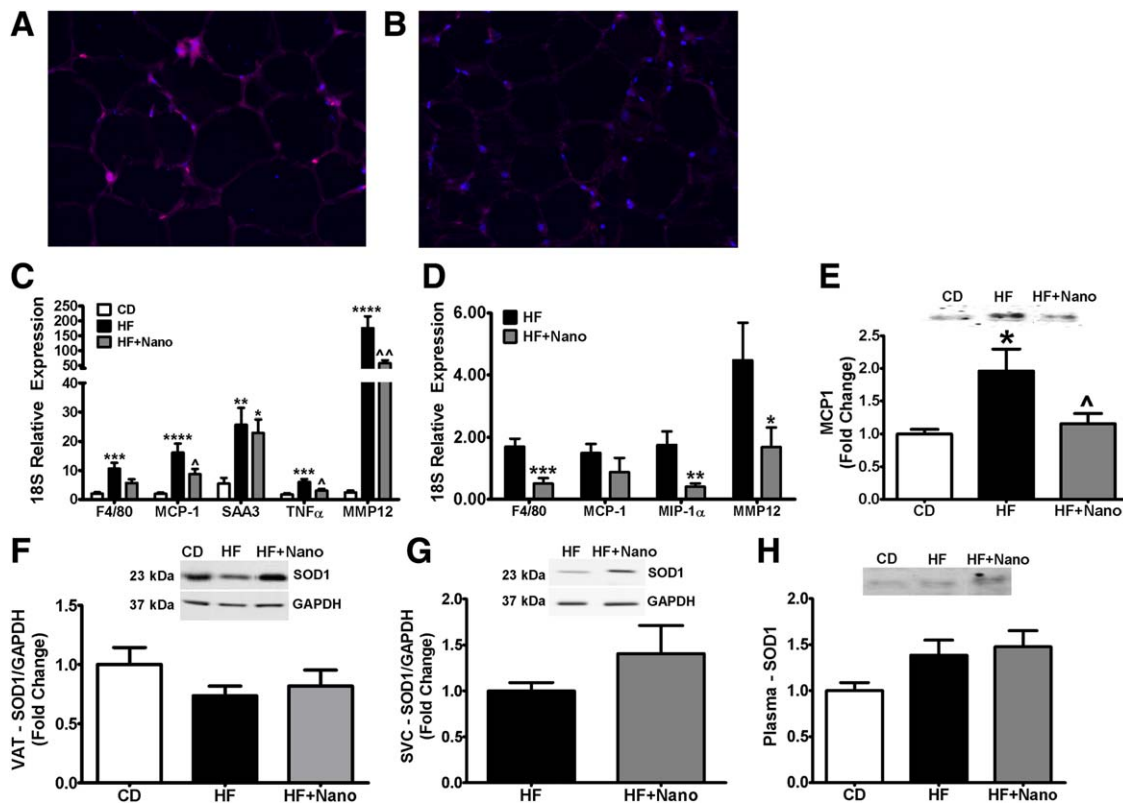 A
B
C
18S Relative Expression
250
200
150
100
50
40
30
20
10
0
CD
HF
HF+Nano
***
****
^
**
*
***
^
****
^^
F4/80 MCP-1 SAA3 TNFα MMP12
D
18S Relative Expression
6.00
4.00
2.00
0.00
HF
HF+Nano
***
**
*
F4/80 MCP-1 MIP-1α MMP12
E
CD HF HF+Nano
MCP1
(Fold Change)
2.5
2.0
1.5
1.0
0.5
0.0
*
^
CD HF HF+Nano
F
CD HF HF+Nano
23 kDa SOD1
37 kDa GAPDH
VAT - SOD1/GAPDH
(Fold Change)
1.5
1.0
0.5
0.0
CD HF HF+Nano
G
HF HF+Nano
23 kDa SOD1
37 kDa GAPDH
SVC - SOD1/GAPDH
(Fold Change)
2.0
1.5
1.0
0.5
0.0
HF HF+Nano
H
CD HF HF+Nano
Plasma - SOD1
2.0
1.5
1.0
0.5
0.0
CD HF HF+Nano